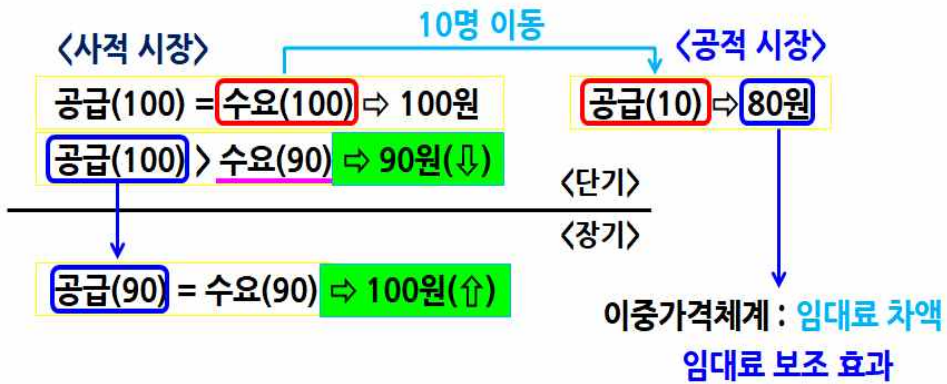 10명 이동
〈사적 시장〉 〈공적 시장〉
공급(100) = 수요(100) ⇨ 100원 공급(10) ⇨ 80원
공급(100) 〉 수요(90) ⇨ 90원(⇩)
〈단기〉
〈장기〉
공급(90) = 수요(90) ⇨ 100원(⇧)
이중가격체계 : 임대료 차액
임대료 보조 효과